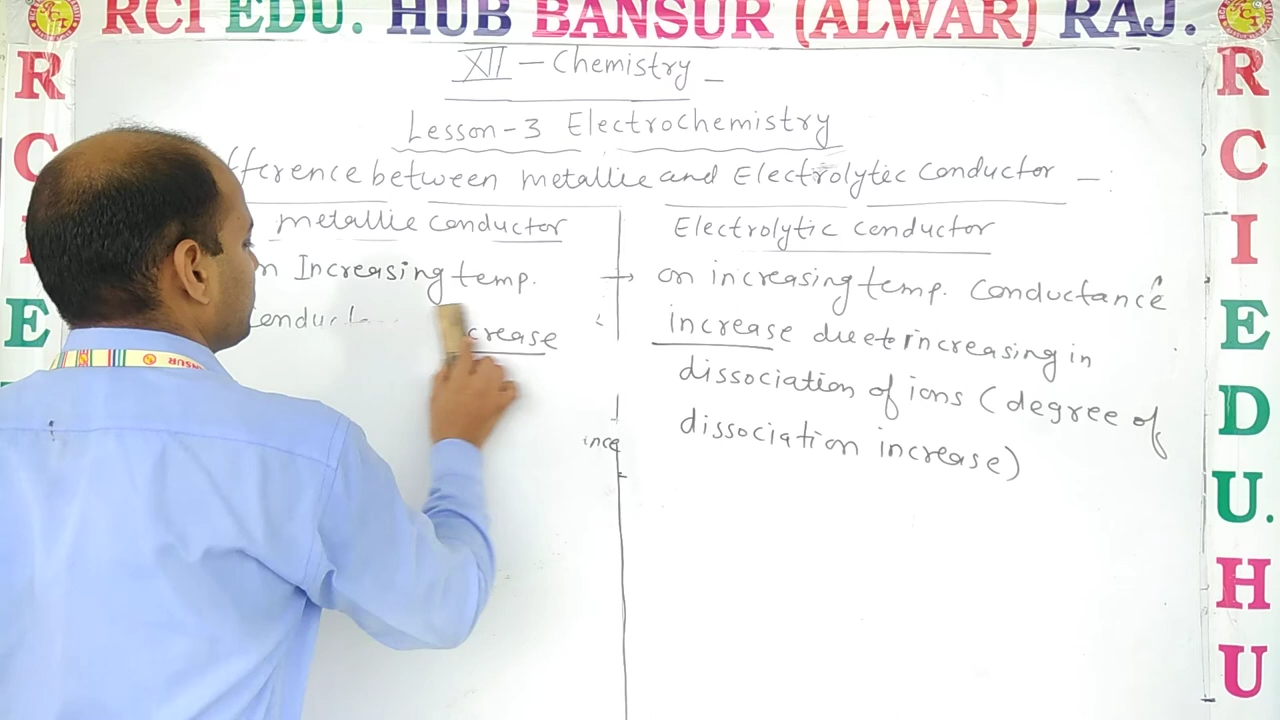 RCI EDU. HUB BANSUR (ALWAR) RAJ.
XII - Chemistry -
Lesson-3 Electrochemistry
fference between metallic and Electrolytic Conductor -:
metallic conductor
Electrolytic conductor
n Increasing temp.
Conduct
crease
→ on increasing temp. Conductance
increase due to increasing in
dissociation of ions (degree of
dissociation increase)
ince
R
C
I
E
R
C
I
E
D
U.
H
U